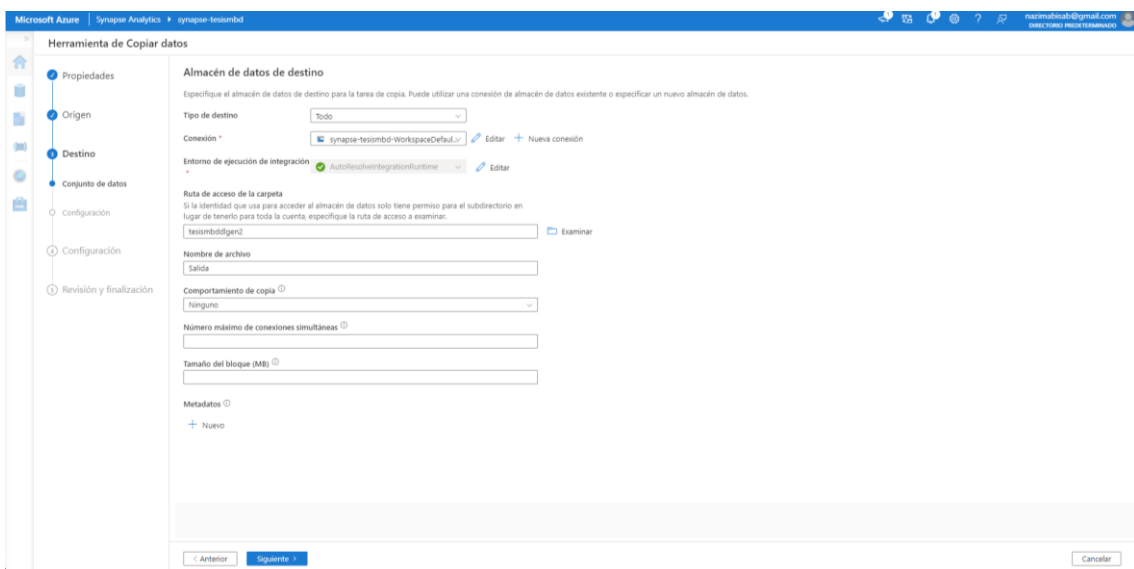 Microsoft Azure | Synapse Analytics ▸ synapse-tesismbd
nazimabisab@gmail.com
DIRECTORIO PREDETERMINADO
Herramienta de Copiar datos
Propiedades
Origen
3 Destino
Conjunto de datos
Configuración
4 Configuración
5 Revisión y finalización
Almacén de datos de destino
Especifique el almacén de datos de destino para la tarea de copia. Puede utilizar una conexión de almacén de datos existente o especificar un nuevo almacén de datos.
Tipo de destino Todo
Conexión * synapse-tesismbd-WorkspaceDefaul... Editar + Nueva conexión
Entorno de ejecución de integración * AutoResolveIntegrationRuntime Editar
Ruta de acceso de la carpeta
Si la identidad que usa para acceder al almacén de datos solo tiene permiso para el subdirectorio en
lugar de tenerlo para toda la cuenta, especifique la ruta de acceso a examinar.
tesismbddlgen2 Examinar
Nombre de archivo
Salida
Comportamiento de copia
Ninguno
Número máximo de conexiones simultáneas
Tamaño del bloque (MB)
Metadatos
+ Nuevo
< Anterior Siguiente > Cancelar